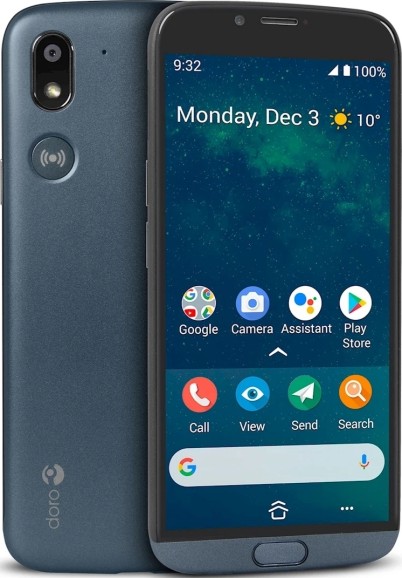 9:32
100%
Monday, Dec 3
10°
Google
Camera
Assistant
Play
Store
Call
View
Send
Search
G
doro